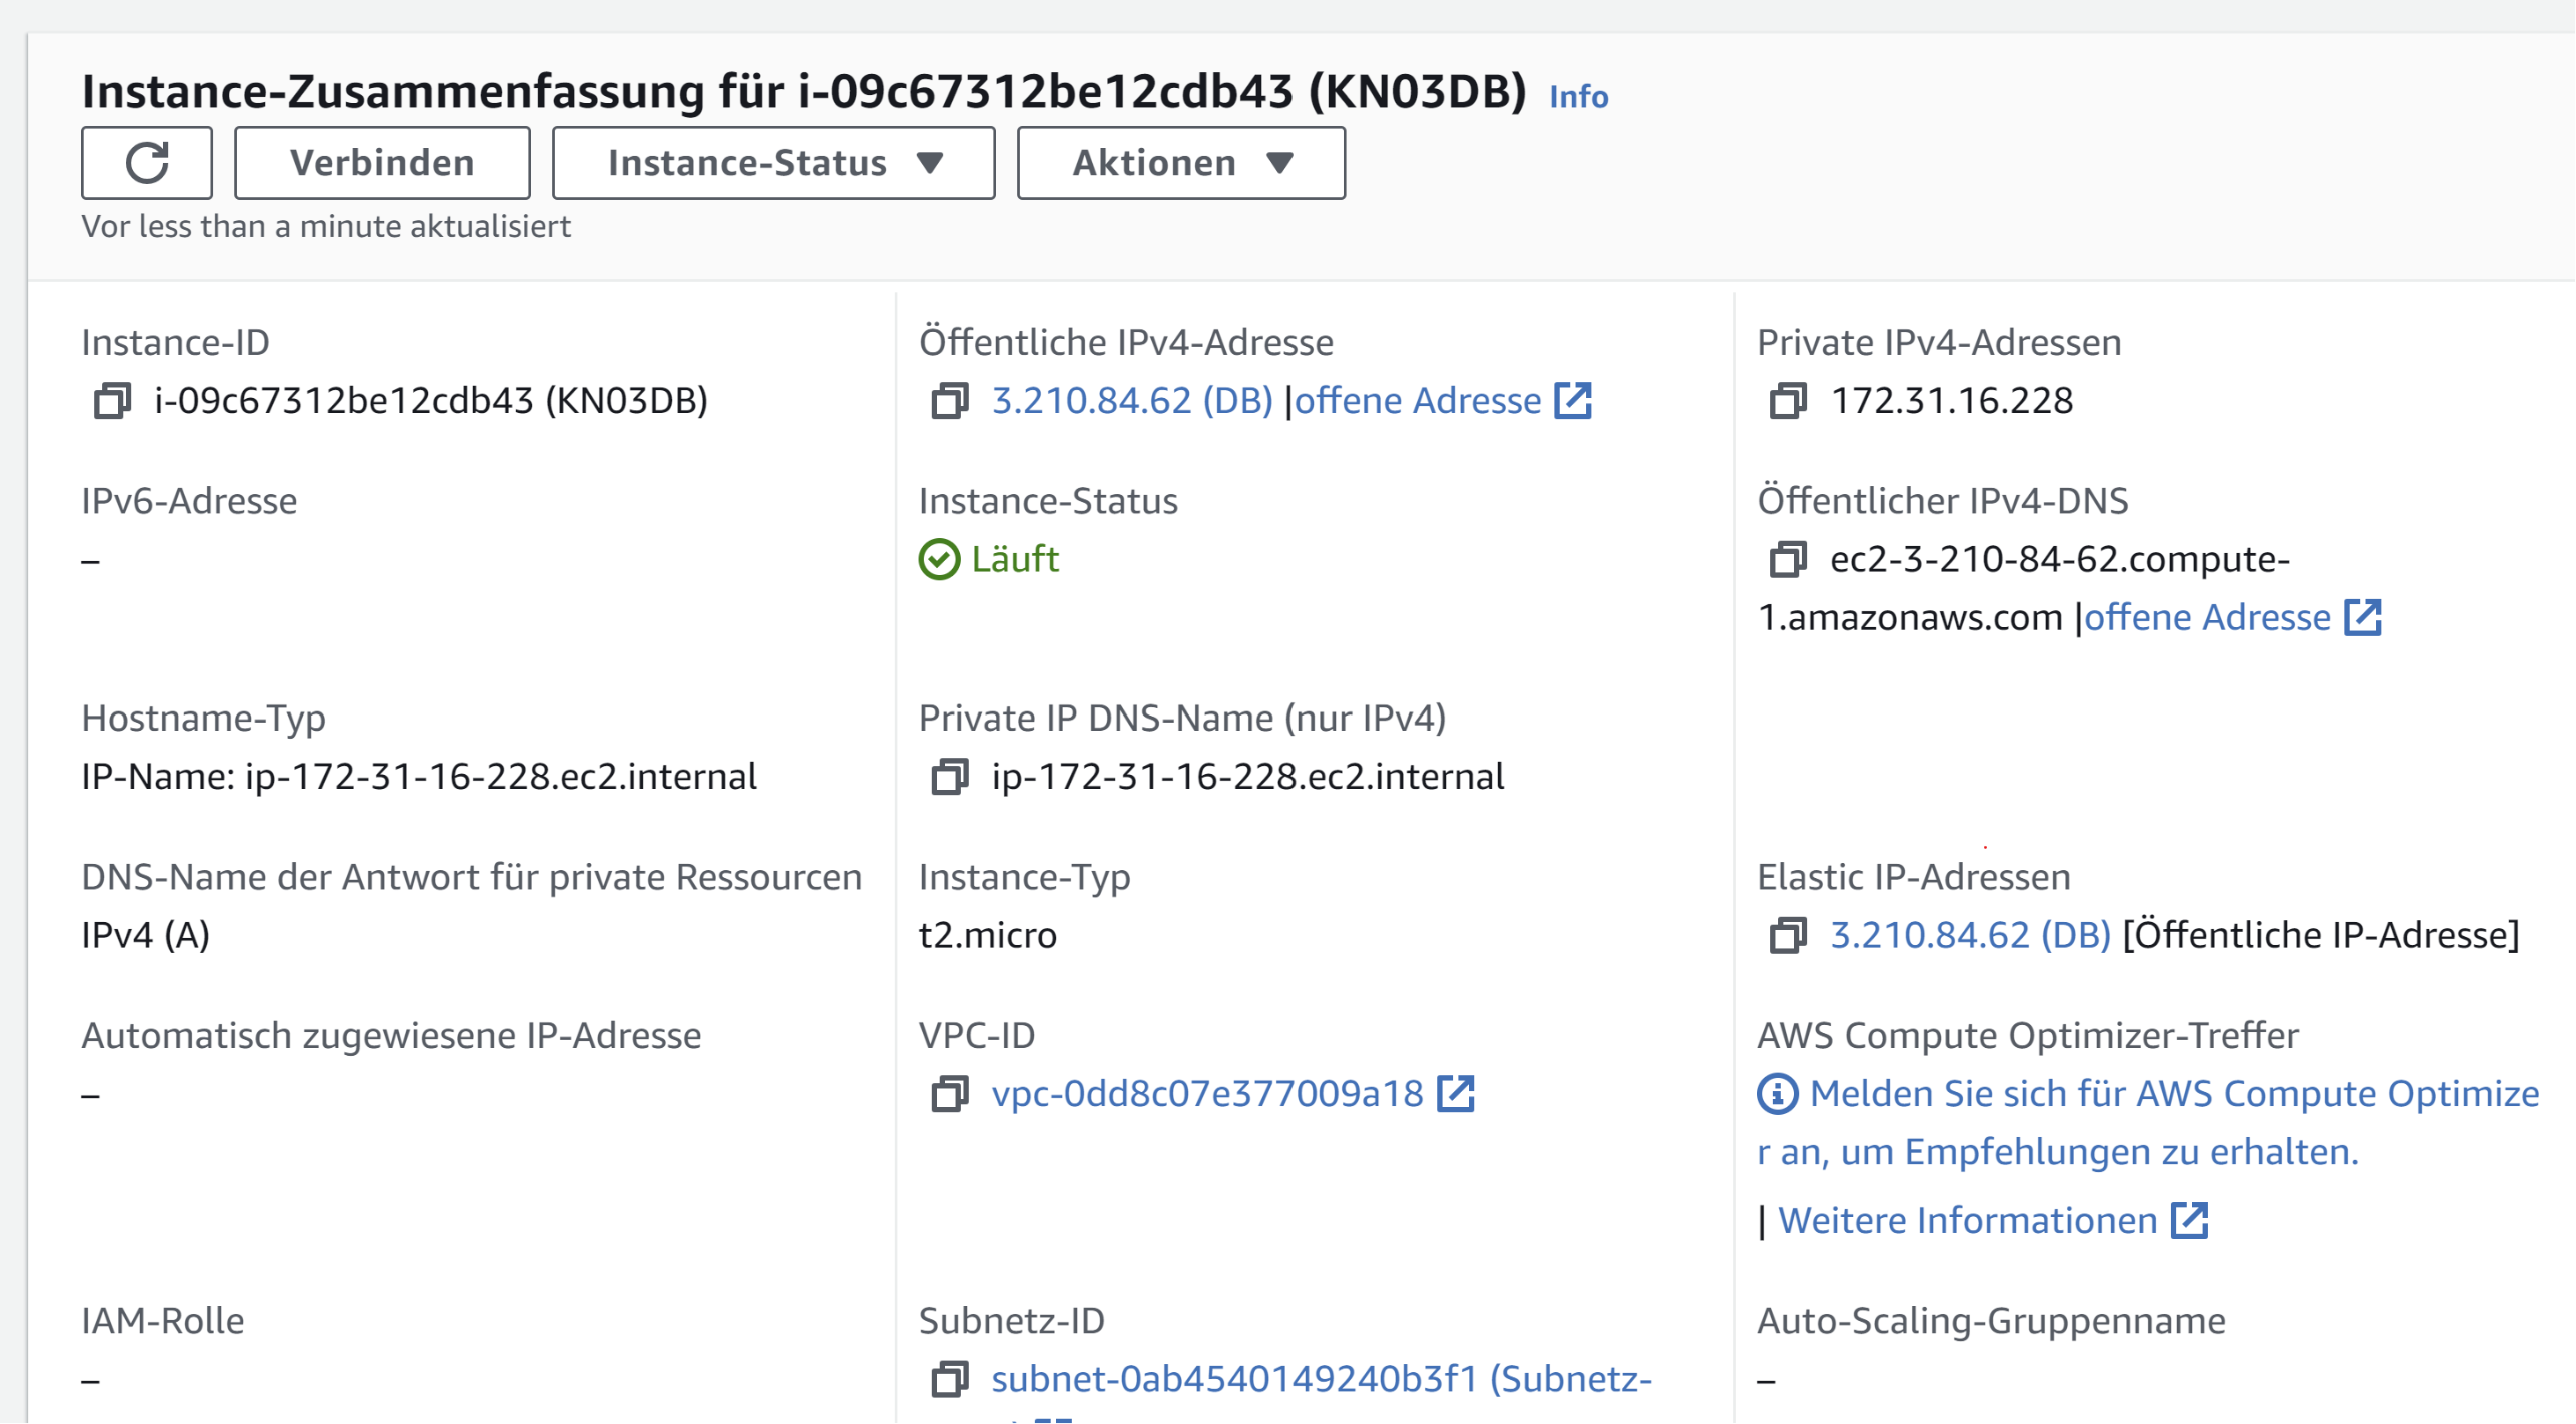 Instance-Zusammenfassung für i-09c67312be12cdb43 (KN03DB) Info
Verbinden
Instance-Status
Aktionen
Vor less than a minute aktualisiert
Instance-ID
i-09c67312be12cdb43 (KN03DB)
Öffentliche IPv4-Adresse
3.210.84.62 (DB) |offene Adresse
Private IPv4-Adressen
172.31.16.228
IPv6-Adresse
–
Instance-Status
Läuft
Öffentlicher IPv4-DNS
ec2-3-210-84-62.compute-
1.amazonaws.com |offene Adresse
Hostname-Typ
IP-Name: ip-172-31-16-228.ec2.internal
Private IP DNS-Name (nur IPv4)
ip-172-31-16-228.ec2.internal
DNS-Name der Antwort für private Ressourcen
IPv4 (A)
Instance-Typ
t2.micro
Elastic IP-Adressen
3.210.84.62 (DB) [Öffentliche IP-Adresse]
Automatisch zugewiesene IP-Adresse
–
VPC-ID
vpc-0dd8c07e377009a18
AWS Compute Optimizer-Treffer
Melden Sie sich für AWS Compute Optimize
r an, um Empfehlungen zu erhalten.
| Weitere Informationen
IAM-Rolle
–
Subnetz-ID
subnet-0ab4540149240b3f1 (Subnetz-
Auto-Scaling-Gruppenname
–